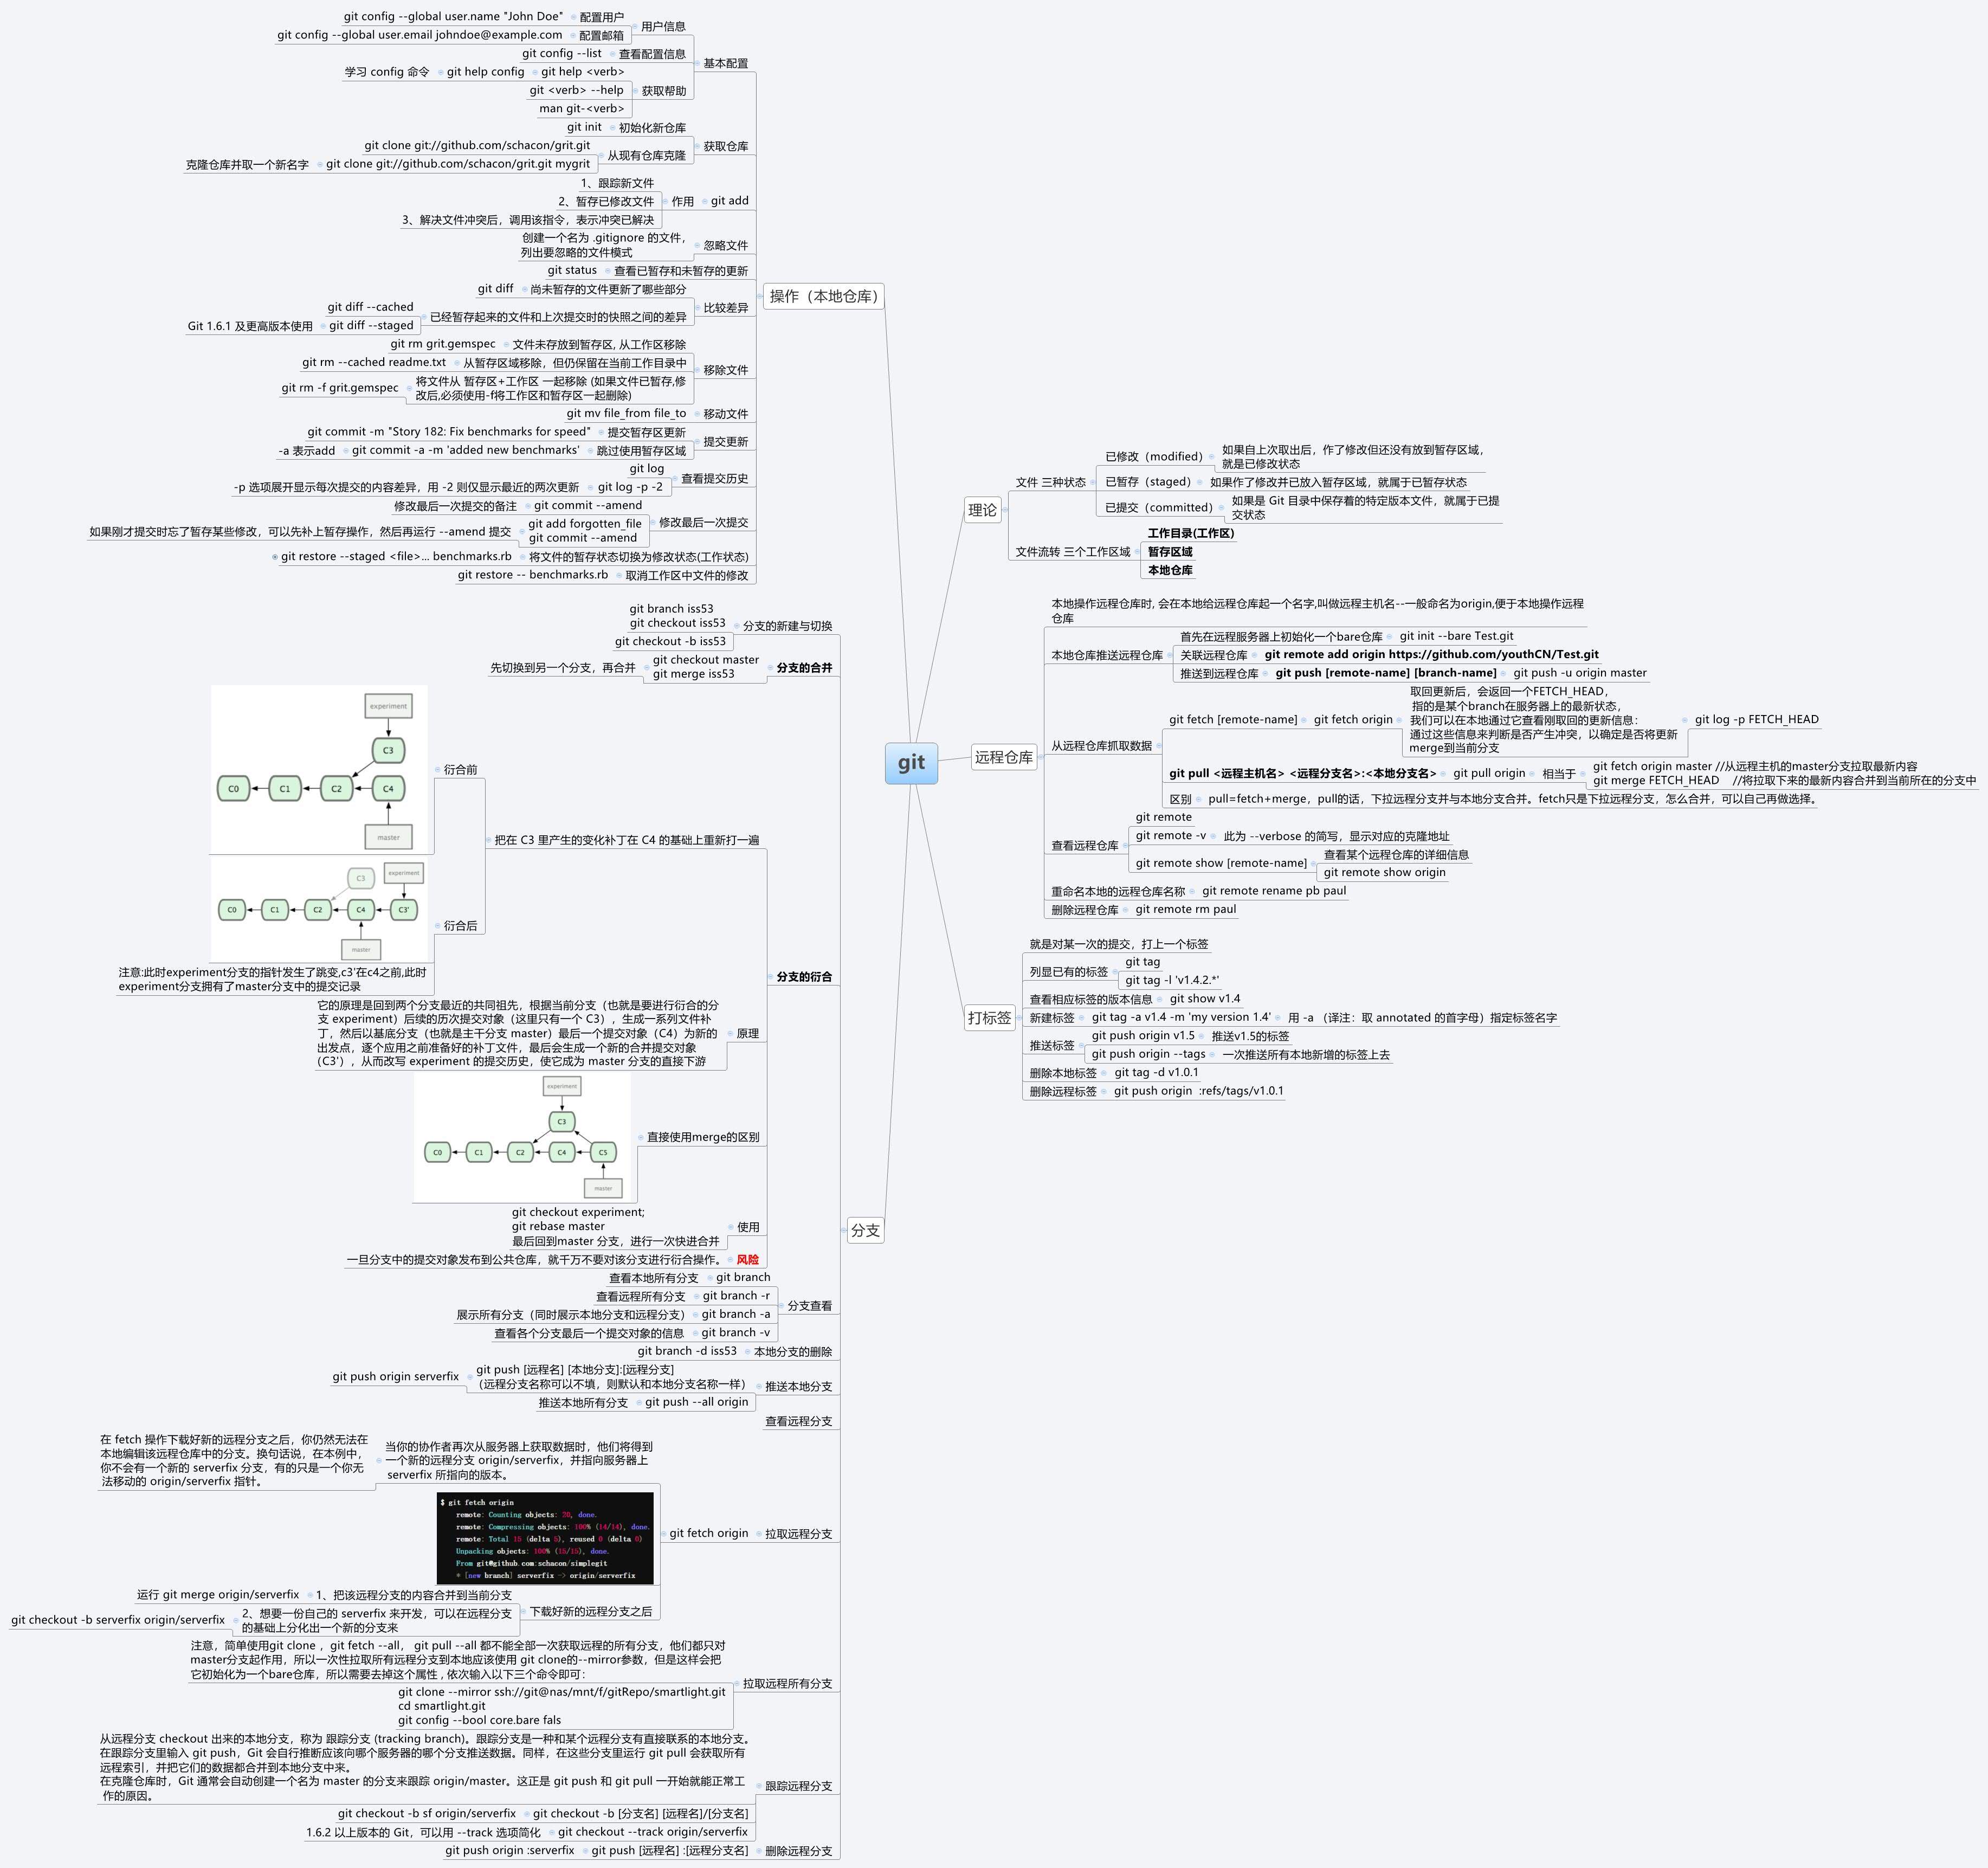 git
操作（本地仓库）
基本配置
用户信息
配置用户
git config --global user.name "John Doe"
配置邮箱
git config --global user.email johndoe@example.com
查看配置信息
git config --list
获取帮助
git help <verb>
git help config
学习 config 命令
git <verb> --help
man git-<verb>
获取仓库
初始化新仓库
git init
从现有仓库克隆
git clone git://github.com/schacon/grit.git
git clone git://github.com/schacon/grit.git mygrit
克隆仓库并取一个新名字
git add
作用
1、跟踪新文件
2、暂存已修改文件
3、解决文件冲突后，调用该指令，表示冲突已解决
忽略文件
创建一个名为 .gitignore 的文件，
列出要忽略的文件模式
查看已暂存和未暂存的更新
git status
比较差异
尚未暂存的文件更新了哪些部分
git diff
已经暂存起来的文件和上次提交时的快照之间的差异
git diff --cached
git diff --staged
Git 1.6.1 及更高版本使用
移除文件
文件未存放到暂存区, 从工作区移除
git rm grit.gemspec
从暂存区域移除，但仍保留在当前工作目录中
git rm --cached readme.txt
将文件从 暂存区+工作区 一起移除 (如果文件已暂存,修
改后,必须使用-f将工作区和暂存区一起删除)
git rm -f grit.gemspec
移动文件
git mv file_from file_to
提交更新
提交暂存区更新
git commit -m "Story 182: Fix benchmarks for speed"
跳过使用暂存区域
git commit -a -m 'added new benchmarks'
-a 表示add
查看提交历史
git log
git log -p -2
-p 选项展开显示每次提交的内容差异，用 -2 则仅显示最近的两次更新
修改最后一次提交
git commit --amend
修改最后一次提交的备注
git add forgotten_file
git commit --amend
如果刚才提交时忘了暂存某些修改，可以先补上暂存操作，然后再运行 --amend 提交
将文件的暂存状态切换为修改状态(工作状态)
git restore --staged <file>... benchmarks.rb
取消工作区中文件的修改
git restore -- benchmarks.rb
理论
文件 三种状态
已修改（modified）
如果自上次取出后，作了修改但还没有放到暂存区域，
就是已修改状态
已暂存（staged）
如果作了修改并已放入暂存区域，就属于已暂存状态
已提交（committed）
如果是 Git 目录中保存着的特定版本文件，就属于已提
交状态
文件流转 三个工作区域
工作目录(工作区)
暂存区域
本地仓库
远程仓库
本地操作远程仓库时, 会在本地给远程仓库起一个名字,叫做远程主机名--一般命名为origin,便于本地操作远程
仓库
本地仓库推送远程仓库
首先在远程服务器上初始化一个bare仓库
git init --bare Test.git
关联远程仓库
git remote add origin https://github.com/youthCN/Test.git
推送到远程仓库
git push [remote-name] [branch-name]
git push -u origin master
从远程仓库抓取数据
git fetch [remote-name]
git fetch origin
取回更新后，会返回一个FETCH_HEAD，
指的是某个branch在服务器上的最新状态，
我们可以在本地通过它查看刚取回的更新信息：
通过这些信息来判断是否产生冲突，以确定是否将更新
merge到当前分支
git log -p FETCH_HEAD
git pull <远程主机名> <远程分支名>:<本地分支名>
git pull origin
相当于
git fetch origin master //从远程主机的master分支拉取最新内容
git merge FETCH_HEAD //将拉取下来的最新内容合并到当前所在的分支中
区别
pull=fetch+merge，pull的话，下拉远程分支并与本地分支合并。fetch只是下拉远程分支，怎么合并，可以自己再做选择。
查看远程仓库
git remote
git remote -v
此为 --verbose 的简写，显示对应的克隆地址
git remote show [remote-name]
查看某个远程仓库的详细信息
git remote show origin
重命名本地的远程仓库名称
git remote rename pb paul
删除远程仓库
git remote rm paul
打标签
就是对某一次的提交，打上一个标签
列显已有的标签
git tag
git tag -l 'v1.4.2.*'
查看相应标签的版本信息
git show v1.4
新建标签
git tag -a v1.4 -m 'my version 1.4'
用 -a （译注：取 annotated 的首字母）指定标签名字
推送标签
git push origin v1.5
推送v1.5的标签
git push origin --tags
一次推送所有本地新增的标签上去
删除本地标签
git tag -d v1.0.1
删除远程标签
git push origin :refs/tags/v1.0.1
分支
分支的新建与切换
git branch iss53
git checkout iss53
git checkout -b iss53
分支的合并
git checkout master
git merge iss53
先切换到另一个分支，再合并
分支的衍合
把在 C3 里产生的变化补丁在 C4 的基础上重新打一遍
衍合前
experiment
C3
C0
C1
C2
C4
master
衍合后
C3
experiment
C0
C1
C2
C4
C3'
master
注意:此时experiment分支的指针发生了跳变,c3'在c4之前,此时
experiment分支拥有了master分支中的提交记录
原理
它的原理是回到两个分支最近的共同祖先，根据当前分支（也就是要进行衍合的分
支 experiment）后续的历次提交对象（这里只有一个 C3），生成一系列文件补
丁，然后以基底分支（也就是主干分支 master）最后一个提交对象（C4）为新的
出发点，逐个应用之前准备好的补丁文件，最后会生成一个新的合并提交对象
（C3'），从而改写 experiment 的提交历史，使它成为 master 分支的直接下游
直接使用merge的区别
experiment
C3
C0
C1
C2
C4
C5
master
使用
git checkout experiment;
git rebase master
最后回到master 分支，进行一次快进合并
风险
一旦分支中的提交对象发布到公共仓库，就千万不要对该分支进行衍合操作。
分支查看
git branch
查看本地所有分支
git branch -r
查看远程所有分支
git branch -a
展示所有分支（同时展示本地分支和远程分支）
git branch -v
查看各个分支最后一个提交对象的信息
本地分支的删除
git branch -d iss53
推送本地分支
git push [远程名] [本地分支]:[远程分支]
（远程分支名称可以不填，则默认和本地分支名称一样）
git push origin serverfix
git push --all origin
推送本地所有分支
查看远程分支
拉取远程分支
git fetch origin
当你的协作者再次从服务器上获取数据时，他们将得到
一个新的远程分支 origin/serverfix，并指向服务器上
serverfix 所指向的版本。
在 fetch 操作下载好新的远程分支之后，你仍然无法在
本地编辑该远程仓库中的分支。换句话说，在本例中，
你不会有一个新的 serverfix 分支，有的只是一个你无
法移动的 origin/serverfix 指针。
$ git fetch origin
remote: Counting objects: 20, done.
remote: Compressing objects: 100% (14/14), done.
remote: Total 15 (delta 5), reused 0 (delta 0)
Unpacking objects: 100% (15/15), done.
From git@github.com:schacon/simplegit
* [new branch] serverfix -> origin/serverfix
下载好新的远程分支之后
1、把该远程分支的内容合并到当前分支
运行 git merge origin/serverfix
2、想要一份自己的 serverfix 来开发，可以在远程分支
的基础上分化出一个新的分支来
git checkout -b serverfix origin/serverfix
拉取远程所有分支
注意，简单使用git clone ，git fetch --all， git pull --all 都不能全部一次获取远程的所有分支，他们都只对
master分支起作用，所以一次性拉取所有远程分支到本地应该使用 git clone的--mirror参数，但是这样会把
它初始化为一个bare仓库，所以需要去掉这个属性 , 依次输入以下三个命令即可：
git clone --mirror ssh://git@nas/mnt/f/gitRepo/smartlight.git
cd smartlight.git
git config --bool core.bare fals
跟踪远程分支
从远程分支 checkout 出来的本地分支，称为 跟踪分支 (tracking branch)。跟踪分支是一种和某个远程分支有直接联系的本地分支。
在跟踪分支里输入 git push，Git 会自行推断应该向哪个服务器的哪个分支推送数据。同样，在这些分支里运行 git pull 会获取所有
远程索引，并把它们的数据都合并到本地分支中来。
在克隆仓库时，Git 通常会自动创建一个名为 master 的分支来跟踪 origin/master。这正是 git push 和 git pull 一开始就能正常工
作的原因。
git checkout -b [分支名] [远程名]/[分支名]
git checkout -b sf origin/serverfix
git checkout --track origin/serverfix
1.6.2 以上版本的 Git，可以用 --track 选项简化
删除远程分支
git push [远程名] :[远程分支名]
git push origin :serverfix